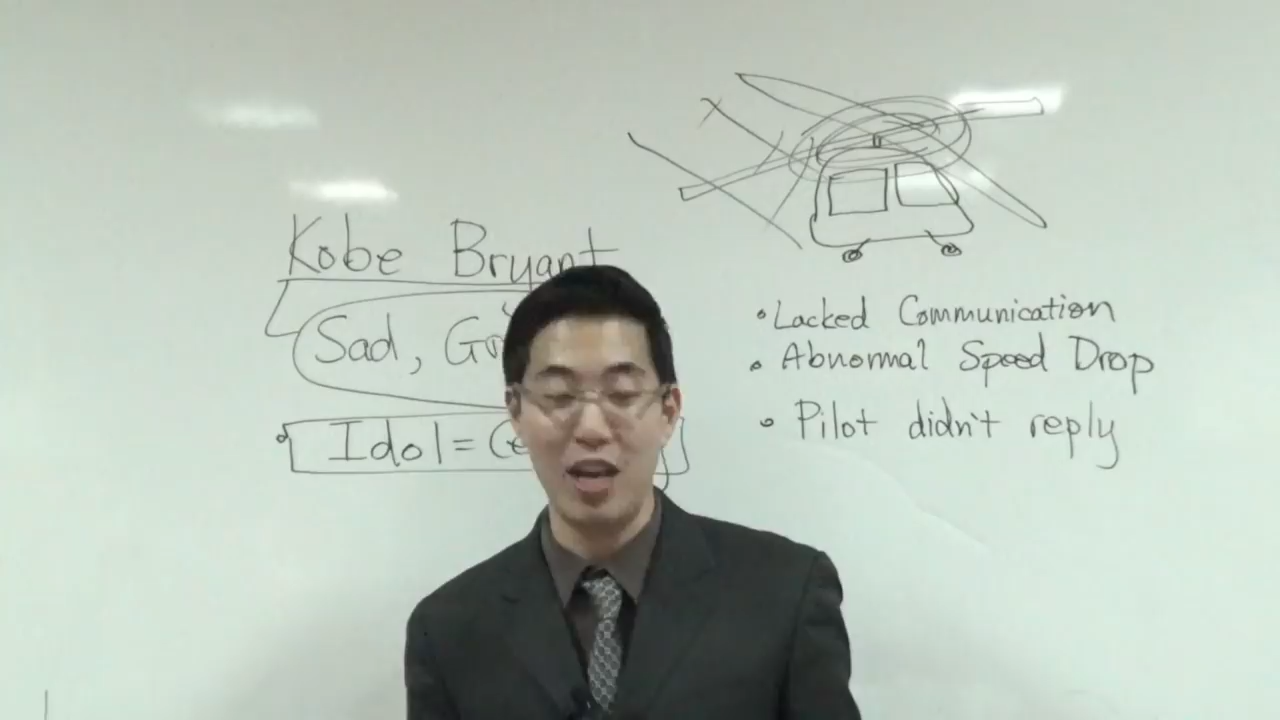 Kobe Bryant
Sad,
Idol =
• Lacked Communication
• Abnormal Speed Drop
• Pilot didn't reply